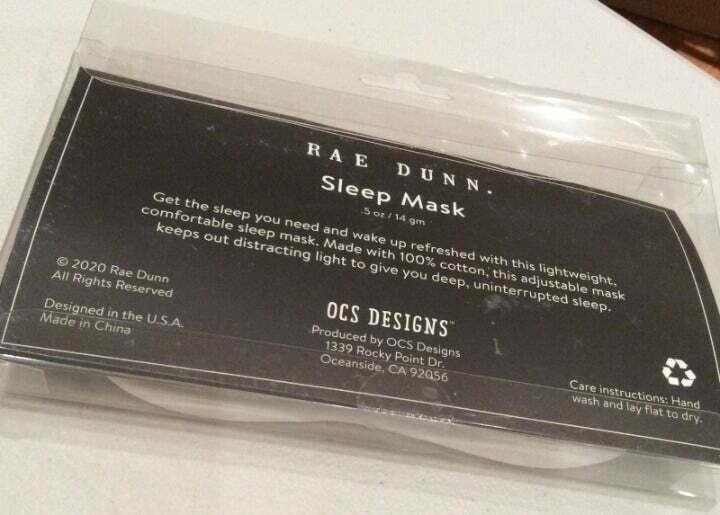 RAE DUNN.
Sleep Mask
.5 oz / 14 gm
Get the sleep you need and wake up refreshed with this lightweight,
comfortable sleep mask. Made with 100% cotton, this adjustable mask
keeps out distracting light to give you deep, uninterrupted sleep.
© 2020 Rae Dunn
All Rights Reserved
Designed in the U.S.A.
Made in China
OCS DESIGNS™
Produced by OCS Designs
1339 Rocky Point Dr.
Oceanside, CA 92056
Care instructions: Hand
wash and lay flat to dry.